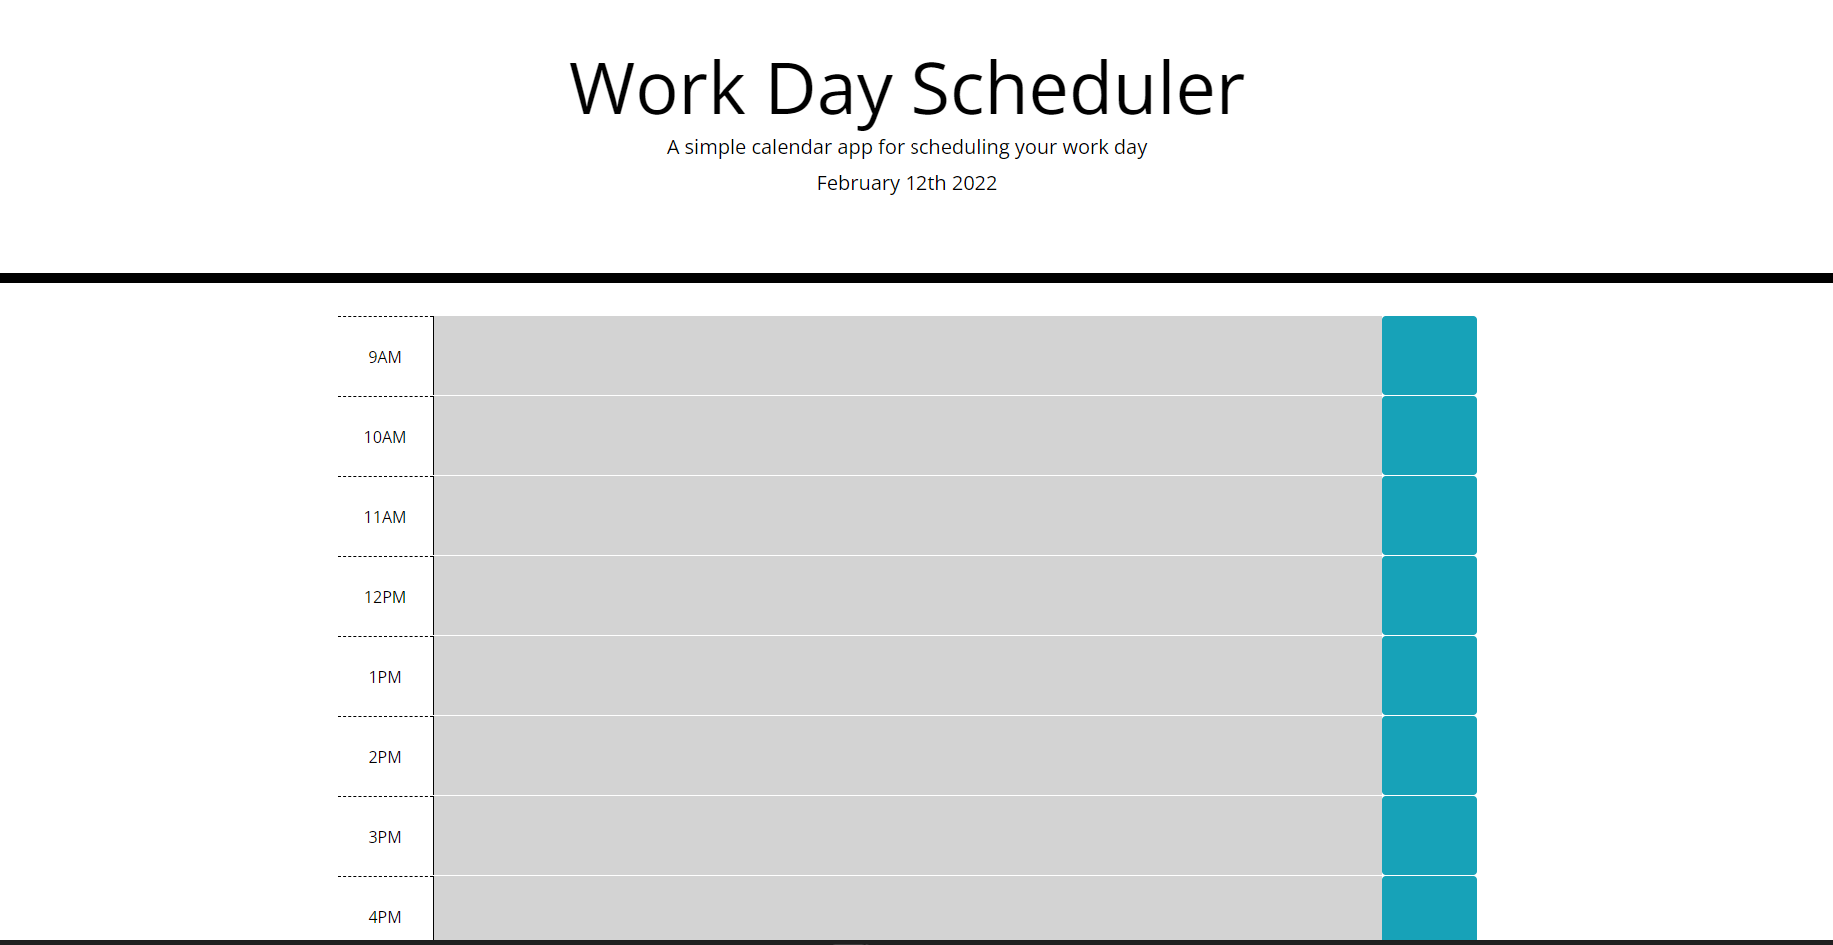 Work Day Scheduler
A simple calendar app for scheduling your work day
February 12th 2022
9AM
10AM
11AM
12PM
1PM
2PM
3PM
4PM